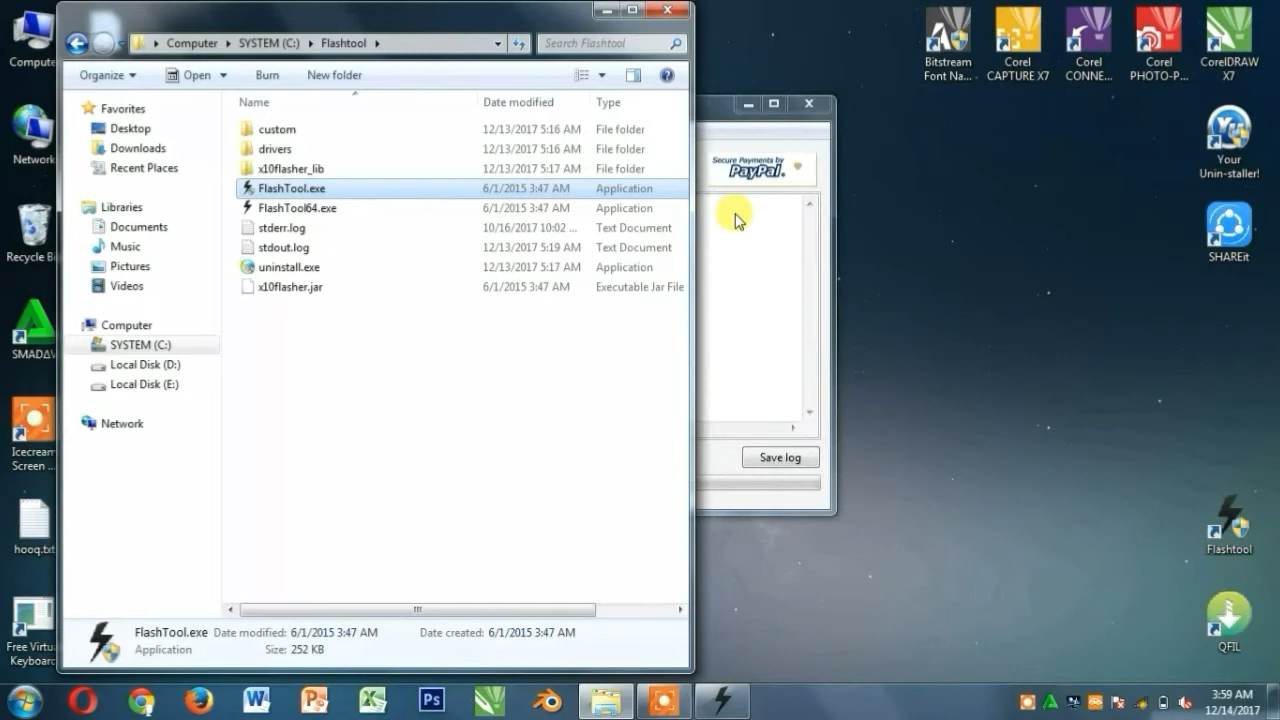 Computer
SYSTEM (C:)
Flashtool
Search Flashtool
Organize
Open
Burn
New folder
Favorites
Desktop
Downloads
Recent Places
Libraries
Documents
Music
Pictures
Videos
Computer
SYSTEM (C:)
Local Disk (D:)
Local Disk (E:)
Network
Name Date modified Type
custom 12/13/2017 5:16 AM File folder
drivers 12/13/2017 5:16 AM File folder
x10flasher_lib 12/13/2017 5:17 AM File folder
FlashTool.exe 6/1/2015 3:47 AM Application
FlashTool64.exe 6/1/2015 3:47 AM Application
stderr.log 10/16/2017 10:02 ... Text Document
stdout.log 12/13/2017 5:19 AM Text Document
uninstall.exe 12/13/2017 5:17 AM Application
x10flasher.jar 6/1/2015 3:47 AM Executable Jar File
FlashTool.exe Date modified: 6/1/2015 3:47 AM Date created: 6/1/2015 3:47 AM
Application Size: 252 KB
Secure Payments by
PayPal.
Save log
Compute
Network
Recycle Bi
SMADAV
Icecream
Screen ...
hooq.txt
Free Virtu
Keyboard
Bitstream
Font Na...
Corel
CAPTURE X7
Corel
CONNE...
Corel
PHOTO-P...
CorelDRAW
X7
Your
Unin-staller!
SHAREit
Flashtool
QFIL
3:59 AM
12/14/2017